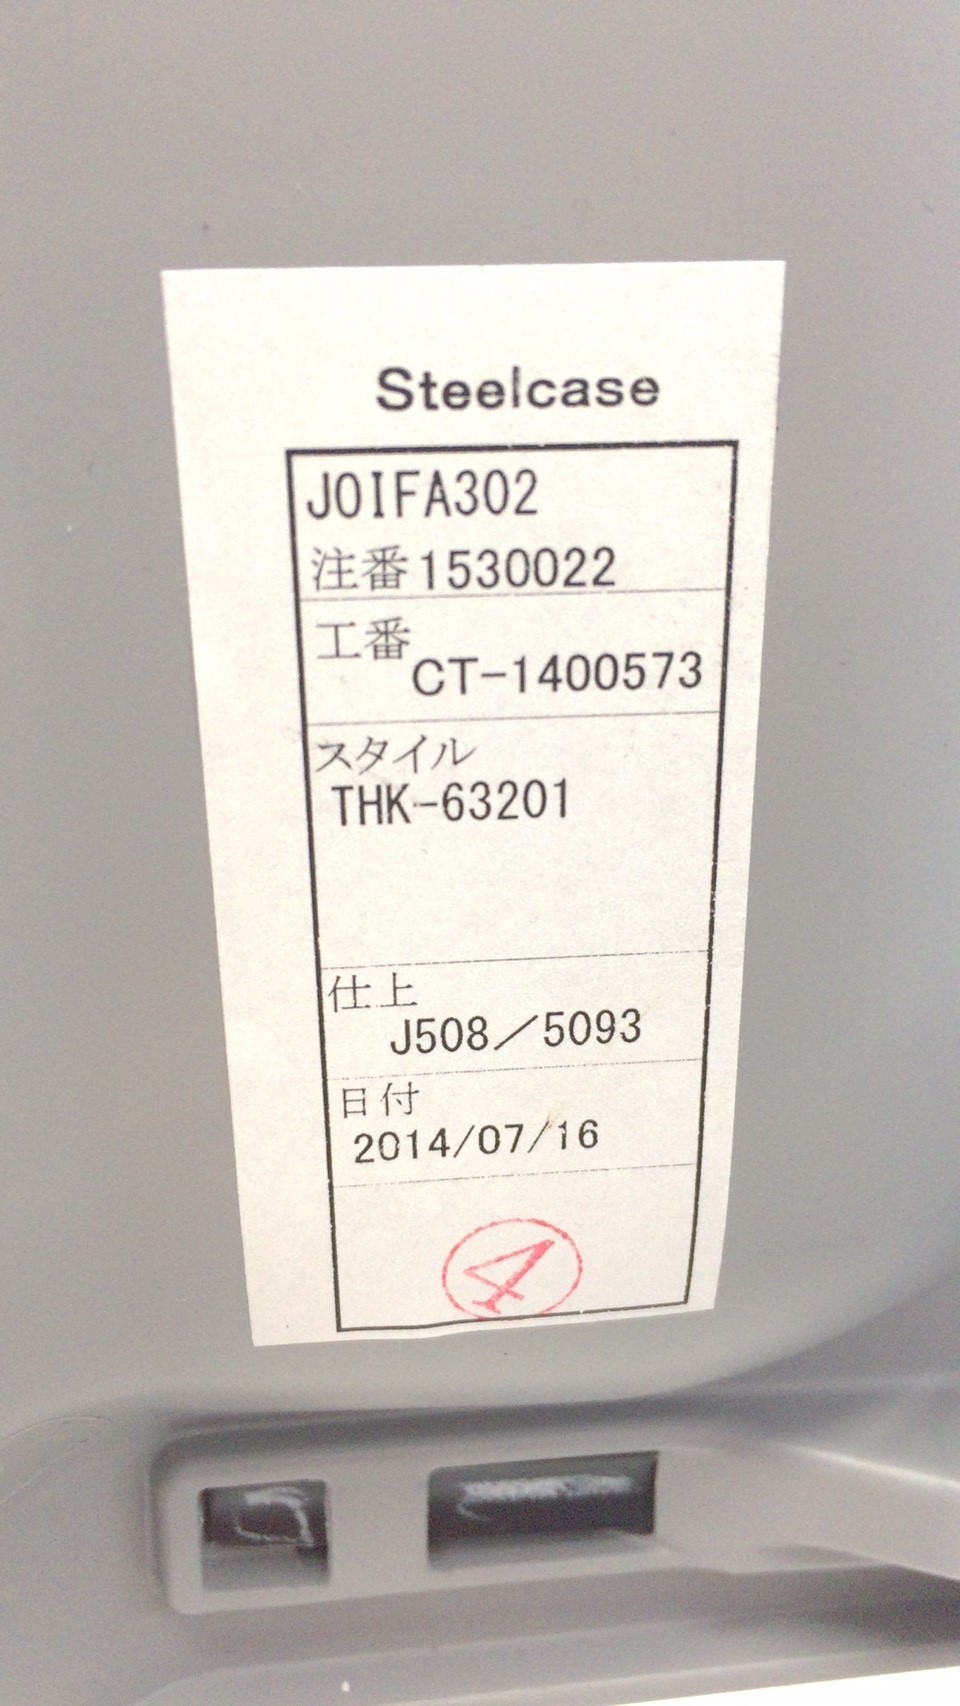 Steelcase
JOIFA302
注番1530022
工番
CT-1400573
スタイル
THK-63201
仕上
J508／5093
日付
2014/07/16
4